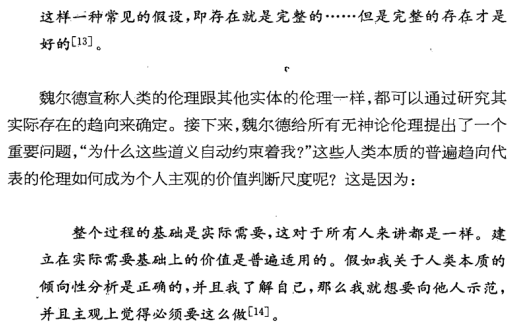 这样一种常见的假设，即存在就是完整的……但是完整的存在才是
好的[13]。
魏尔德宣称人类的伦理跟其他实体的伦理一样，都可以通过研究其
实际存在的趋向来确定。接下来，魏尔德给所有无神论伦理提出了一个
重要问题，“为什么这些道义自动约束着我？”这些人类本质的普遍趋向代
表的伦理如何成为个人主观的价值判断尺度呢？这是因为：
整个过程的基础是实际需要，这对于所有人来讲都是一样。建
立在实际需要基础上的价值是普遍适用的。假如我关于人类本质的
倾向性分析是正确的，并且我了解自己，那么我就想要向他人示范，
并且主观上觉得必须要这么做[14]。